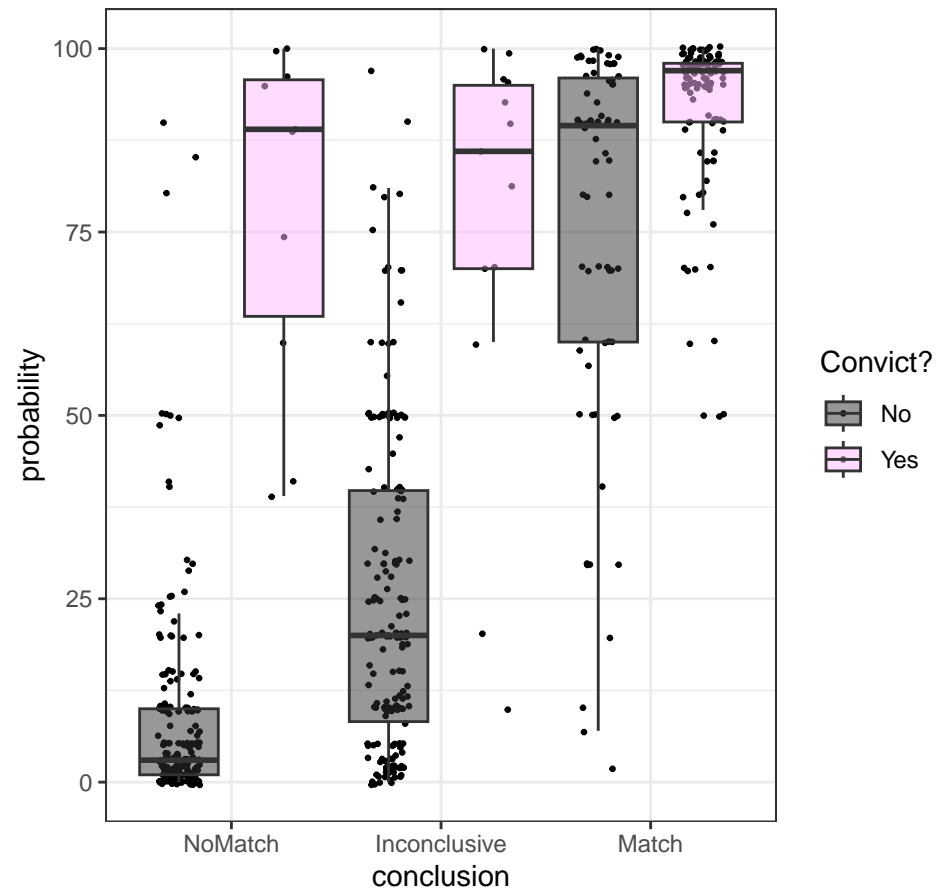 100
75
50
25
0
probability
NoMatch
Inconclusive
Match
conclusion
Convict?
No
Yes